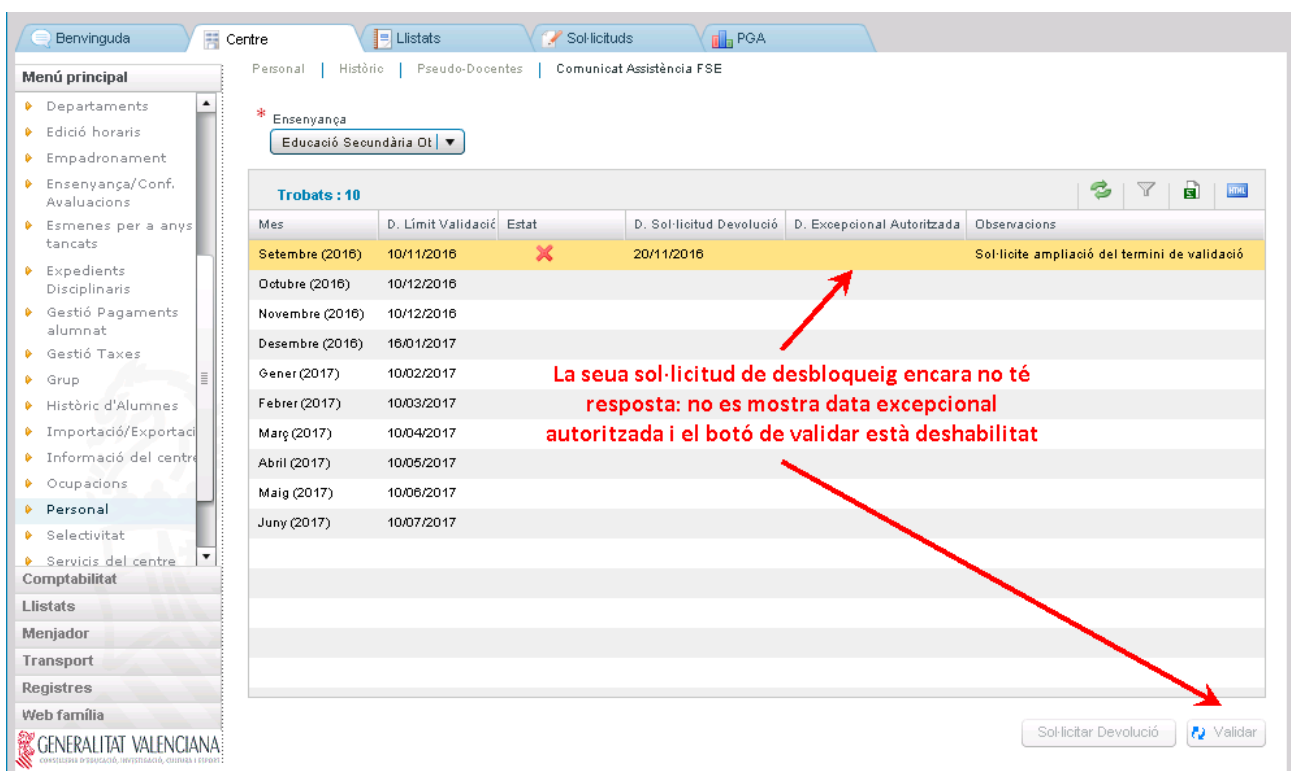 Benvinguda
Centre
Llistats
Sol·licituds
PGA
Menú principal
Departaments
Edició horaris
Empadronament
Ensenyança/Conf.
Avaluacions
Esmenes per a anys
tancats
Expedients
Disciplinaris
Gestió Pagaments
alumnat
Gestió Taxes
Grup
Històric d'Alumnes
Importació/Exportaci
Informació del centre
Ocupacions
Personal
Selectivitat
Servicis del centre
Comptabilitat
Llistats
Menjador
Transport
Registres
Web família
GENERALITAT VALENCIANA
CONSELLERIA D'EDUCACIÓ, INVESTIGACIÓ, CULTURA I ESPORT
Personal | Històric | Pseudo-Docentes | Comunicat Assistència FSE
* Ensenyança
Educació Secundària Ot
Trobats : 10
HTML
Mes D. Límit Validació Estat D. Sol·licitud Devolució D. Excepcional Autoritzada Observacions
Setembre (2016) 10/11/2016 20/11/2016 Sol·licite ampliació del termini de validació
Octubre (2016) 10/12/2016
Novembre (2016) 10/12/2016
Desembre (2016) 16/01/2017
Gener (2017) 10/02/2017
Febrer (2017) 10/03/2017
Març (2017) 10/04/2017
Abril (2017) 10/05/2017
Maig (2017) 10/06/2017
Juny (2017) 10/07/2017
La seua sol·licitud de desbloqueig encara no té
resposta: no es mostra data excepcional
autoritzada i el botó de validar està deshabilitat
Sol·licitar Devolució
Validar